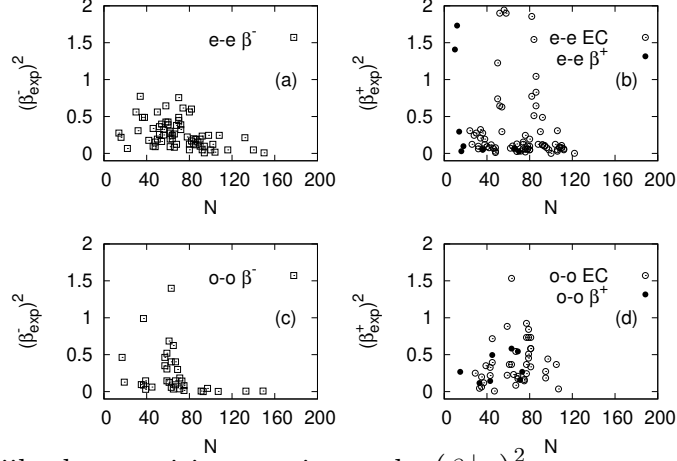 2
1.5
1
0.5
0
(β⁻exp)²
e-e β⁻
(a)
0 40 80 120 160 200
N
2
1.5
1
0.5
0
(β⁺exp)²
e-e EC
e-e β⁺
(b)
0 40 80 120 160 200
N
2
1.5
1
0.5
0
(β⁻exp)²
o-o β⁻
(c)
0 40 80 120 160 200
N
2
1.5
1
0.5
0
(β⁺exp)²
o-o EC
o-o β⁺
(d)
0 40 80 120 160 200
N